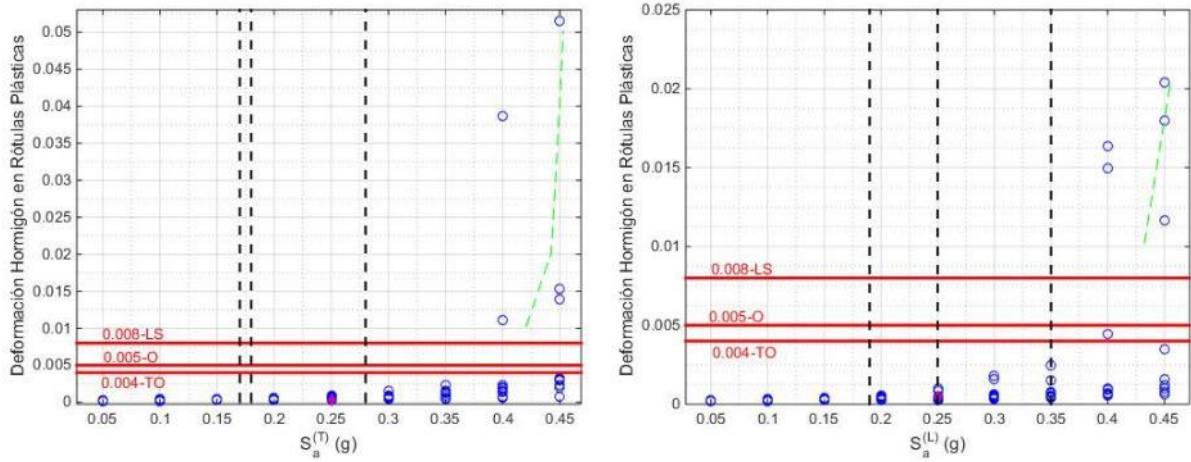 Deformación Hormigón en Rótulas Plásticas
0.05
0.045
0.04
0.035
0.03
0.025
0.02
0.015
0.01
0.005
0
0.008-LS
0.005-O
0.004-TO
0.05 0.1 0.15 0.2 0.25 0.3 0.35 0.4 0.45
S_a^(T) (g)
Deformación Hormigón en Rótulas Plásticas
0.025
0.02
0.015
0.01
0.005
0
0.008-LS
0.005-O
0.004-TO
0.05 0.1 0.15 0.2 0.25 0.3 0.35 0.4 0.45
S_a^(L) (g)